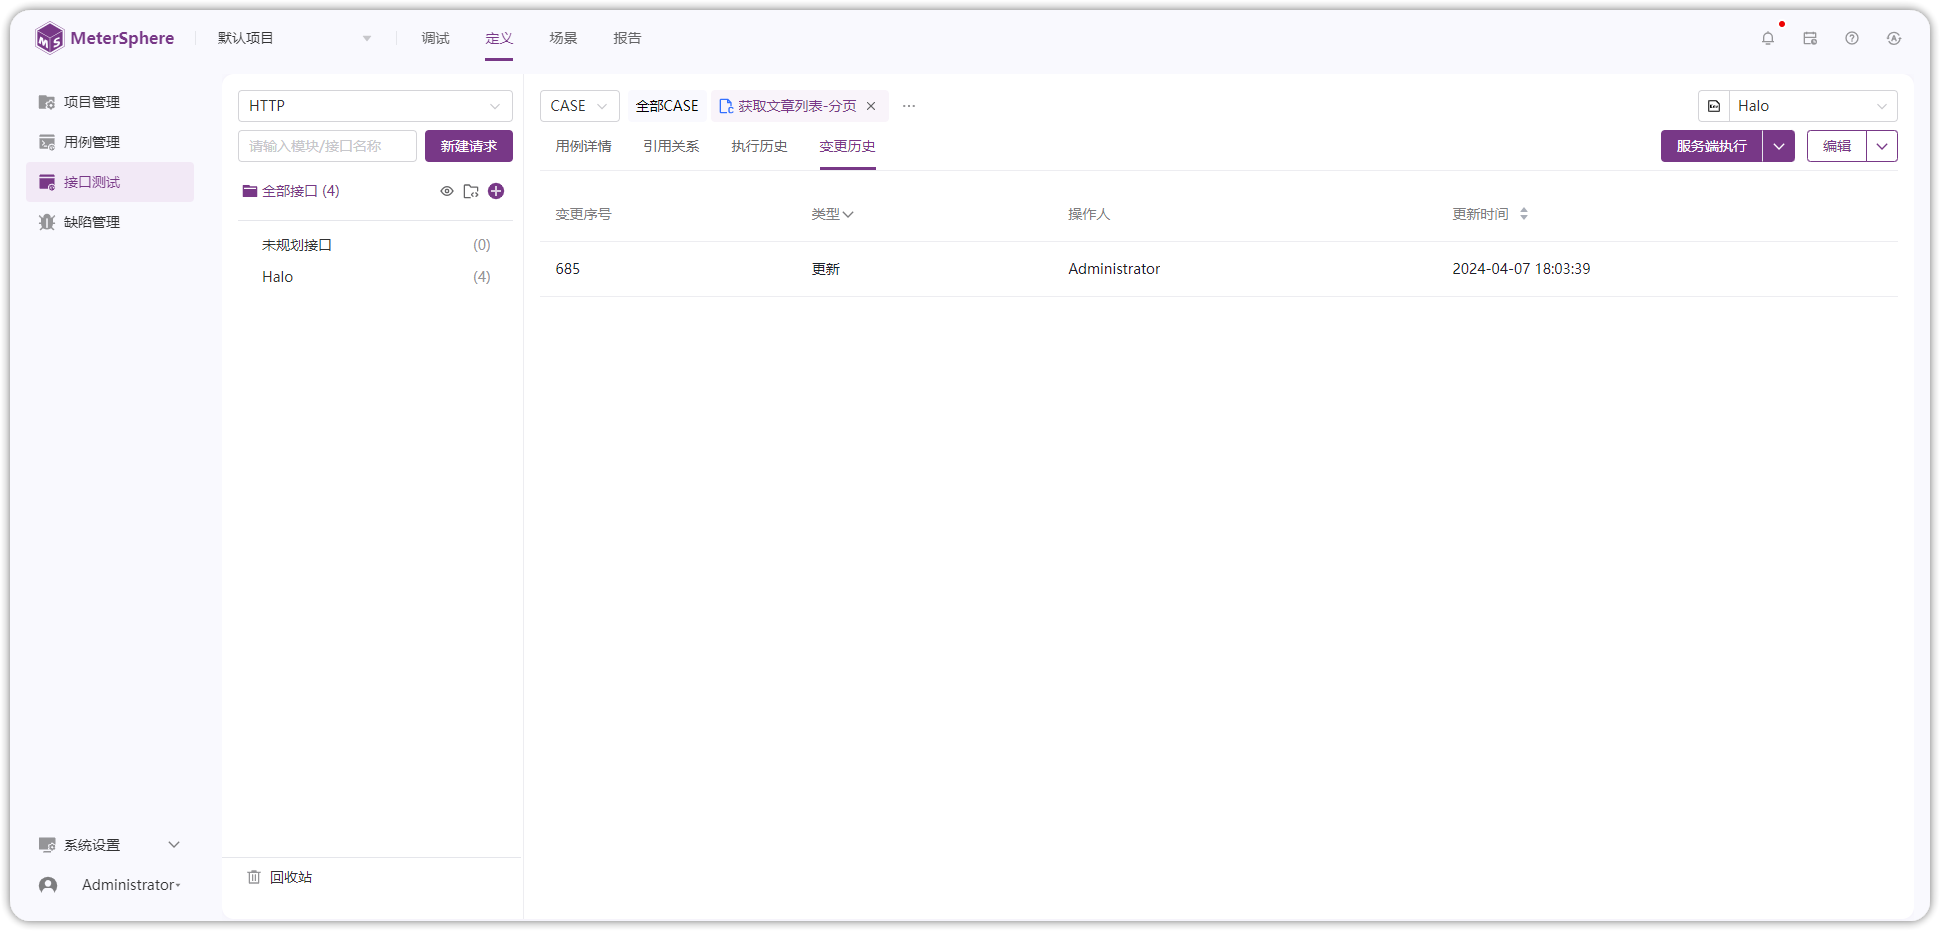 MeterSphere
默认项目
调试
定义
场景
报告
项目管理
用例管理
接口测试
缺陷管理
系统设置
Administrator
HTTP
请输入模块/接口名称
新建请求
全部接口 (4)
未规划接口 (0)
Halo (4)
回收站
CASE
全部CASE
获取文章列表-分页
Halo
用例详情
引用关系
执行历史
变更历史
服务端执行
编辑
变更序号 类型 操作人 更新时间
685 更新 Administrator 2024-04-07 18:03:39